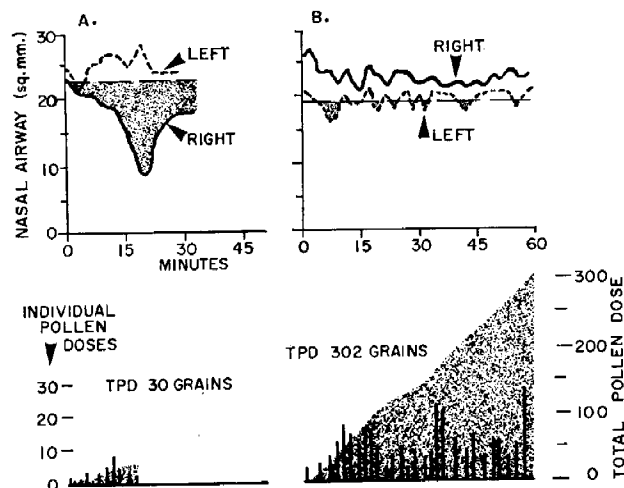 A.
NASAL AIRWAY (sq.mm.)
30
20
10
0
LEFT
RIGHT
0 15 30 45
MINUTES
B.
RIGHT
LEFT
0 15 30 45 60
INDIVIDUAL
POLLEN
DOSES
30
20
10
0
TPD 30 GRAINS
TPD 302 GRAINS
300
200
100
0
TOTAL POLLEN DOSE